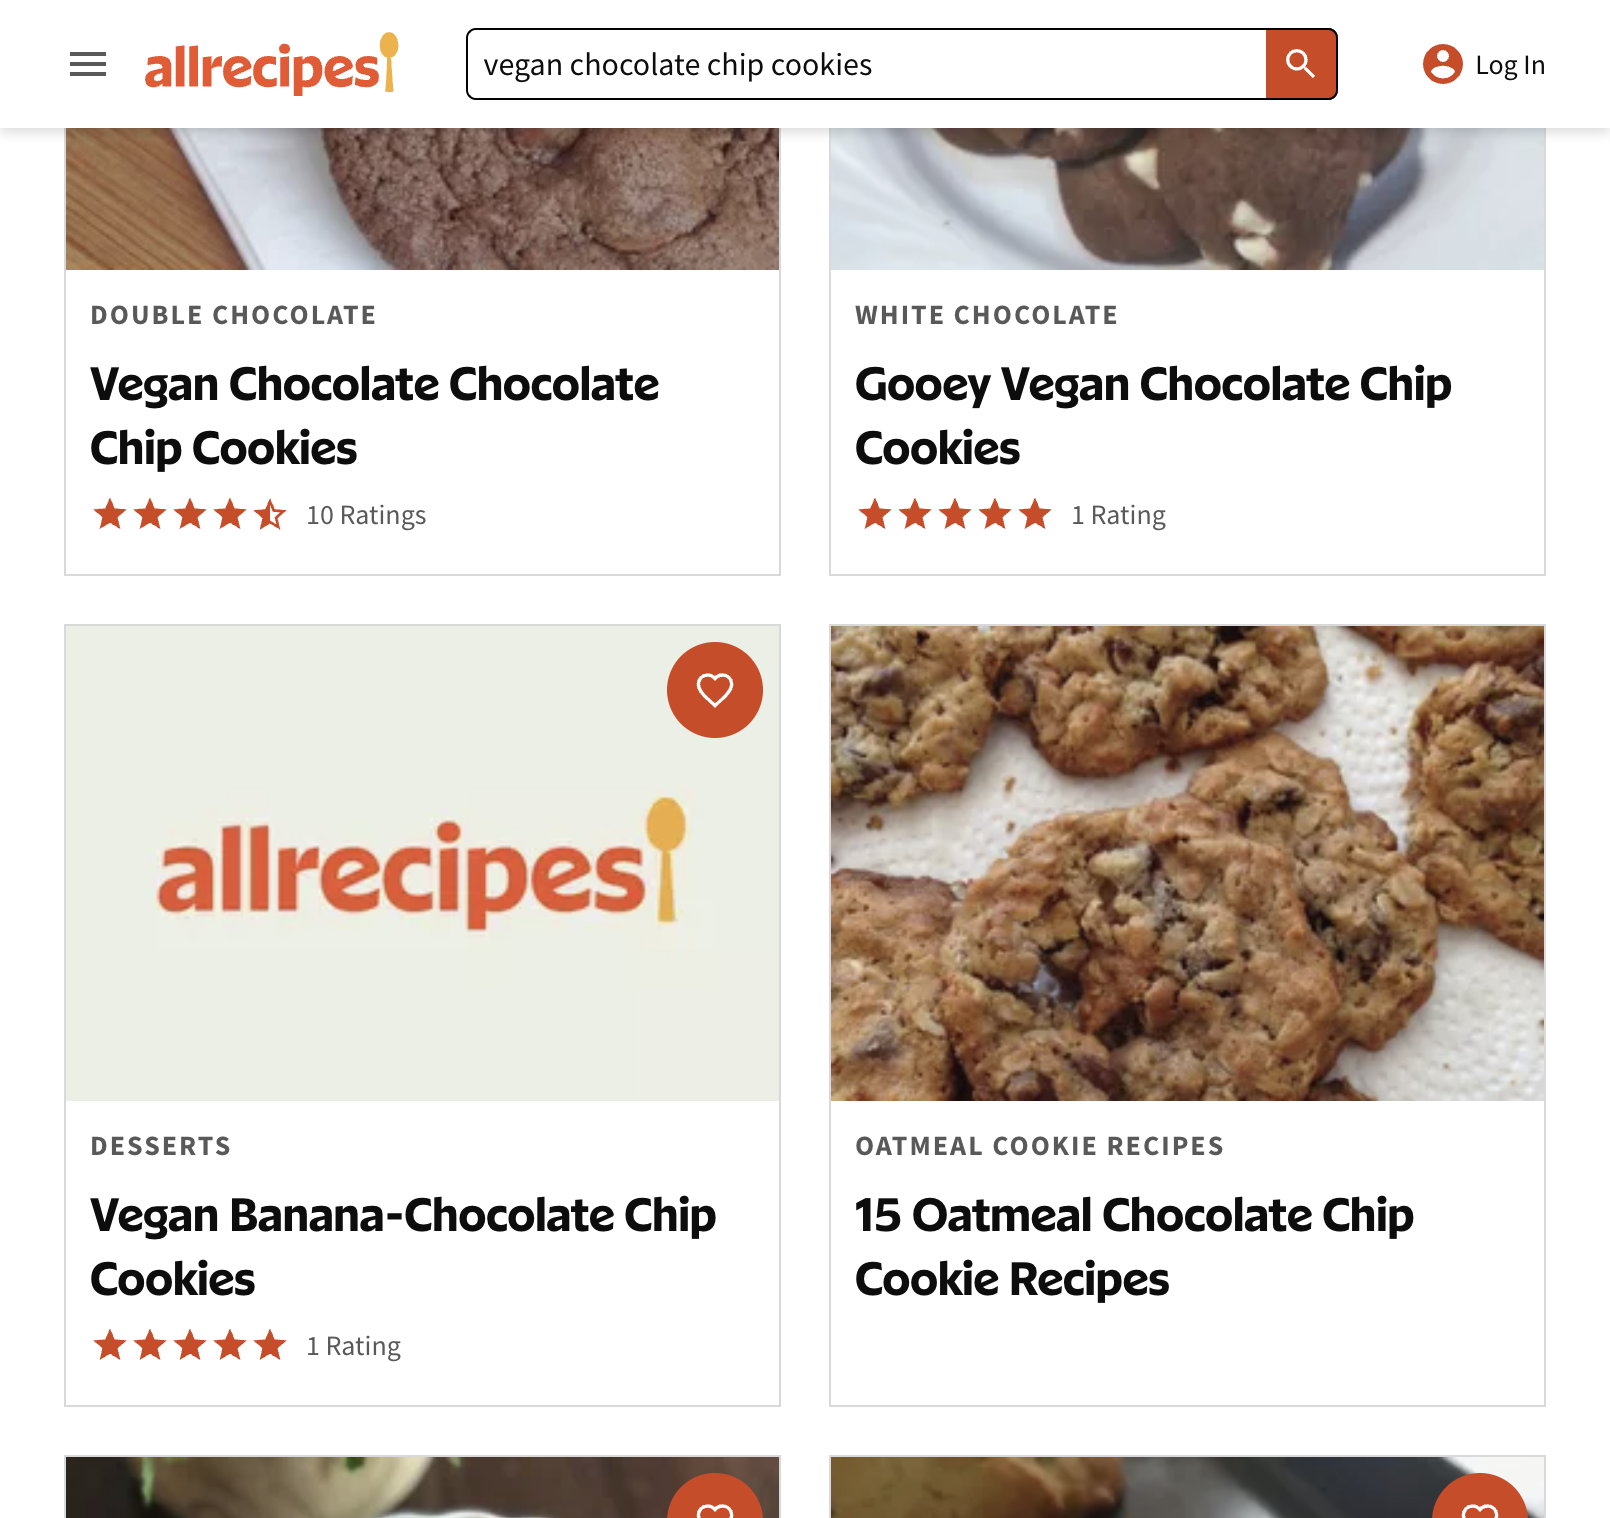 allrecipes
vegan chocolate chip cookies
Log In
DOUBLE CHOCOLATE
Vegan Chocolate Chocolate
Chip Cookies
10 Ratings
WHITE CHOCOLATE
Gooey Vegan Chocolate Chip
Cookies
1 Rating
allrecipes
DESSERTS
Vegan Banana-Chocolate Chip
Cookies
1 Rating
OATMEAL COOKIE RECIPES
15 Oatmeal Chocolate Chip
Cookie Recipes